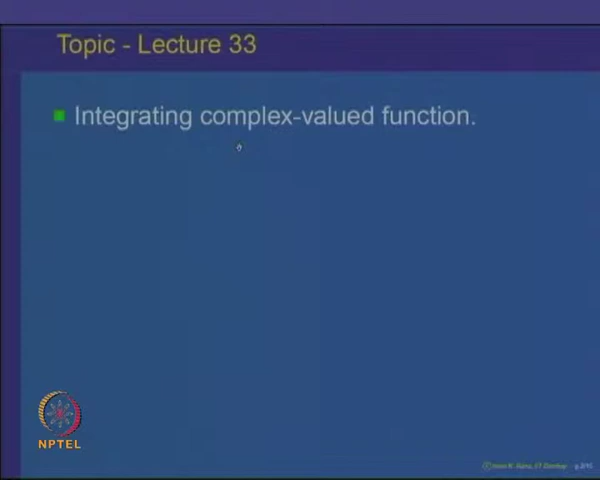 Topic - Lecture 33
Integrating complex-valued function.
NPTEL